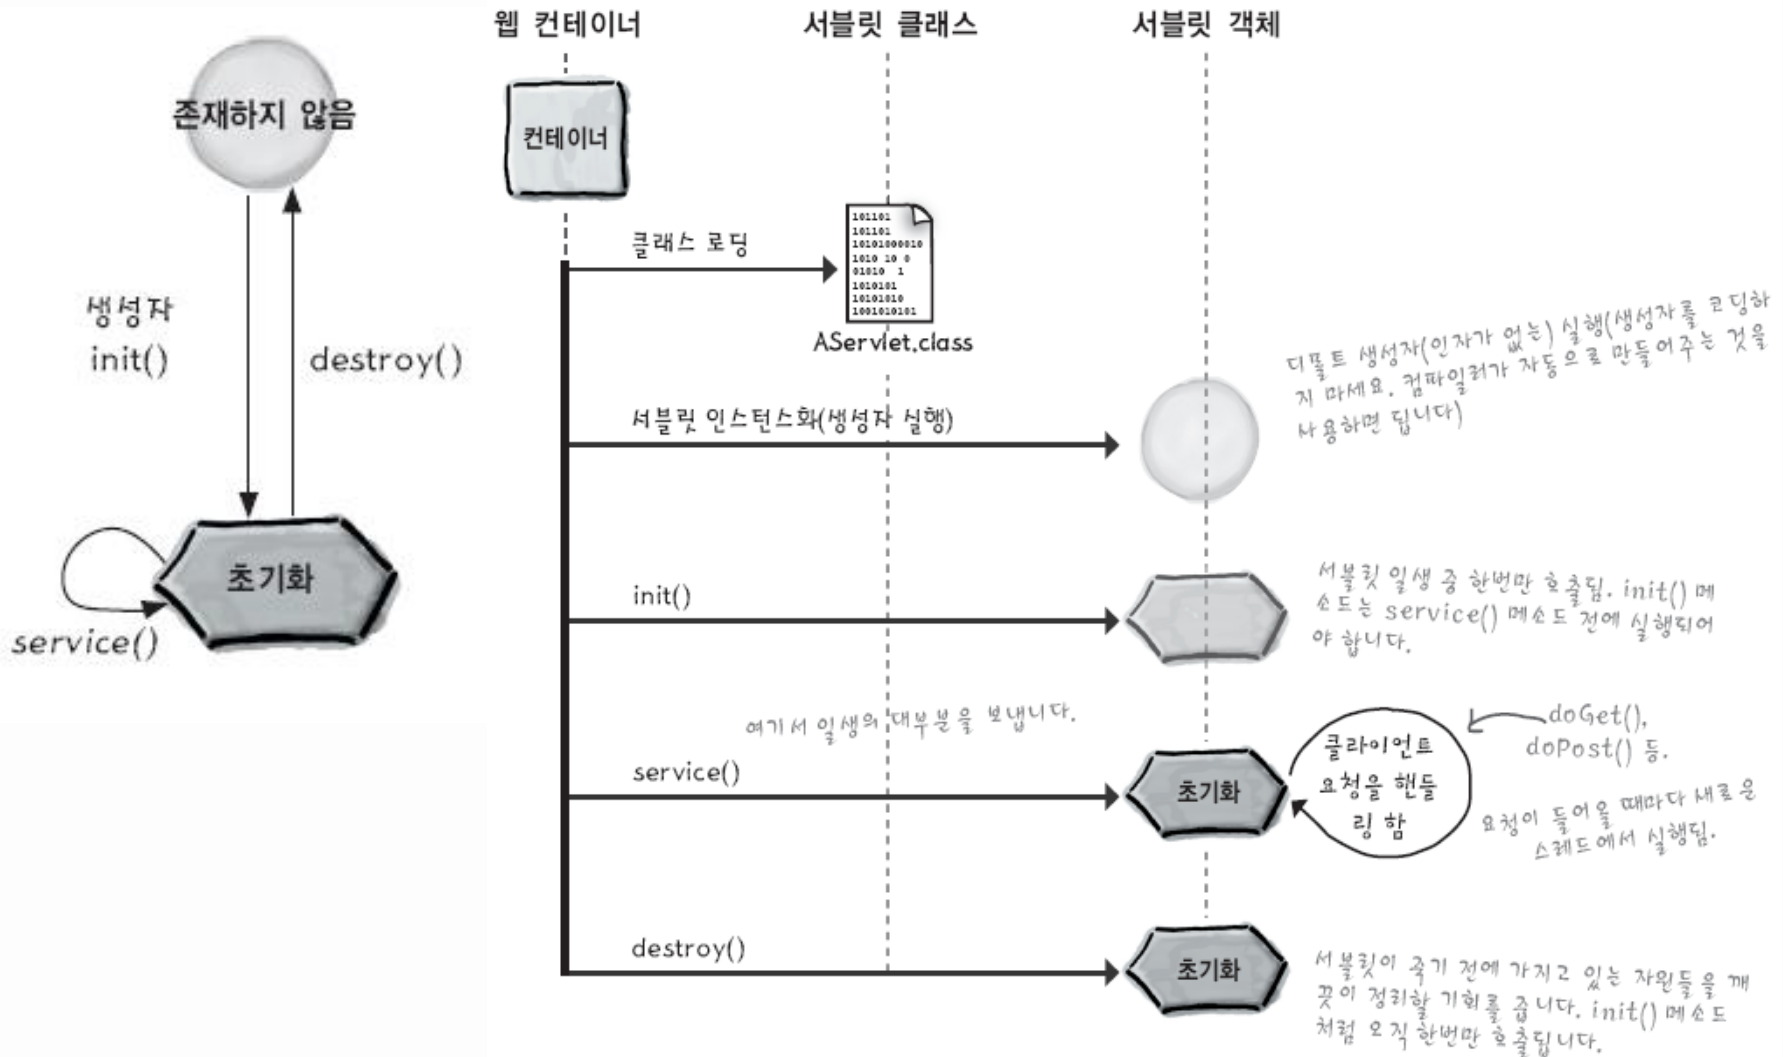 웹 컨테이너
서블릿 클래스
서블릿 객체
존재하지 않음
생성자
init()
destroy()
초기화
service()
컨테이너
클래스 로딩
101101
101101
10101000010
1010 10 0
01010 1
1010101
10101010
1001010101
AServlet.class
서블릿 인스턴스화(생성자 실행)
디폴트 생성자(인자가 없는) 실행(생성자를 코딩하
지 마세요. 컴파일러가 자동으로 만들어주는 것을
사용하면 됩니다)
init()
서블릿 일생 중 한번만 호출됨. init() 메
소드는 service() 메소드 전에 실행되어
야 합니다.
여기서 일생의 대부분을 보냅니다.
service()
초기화
클라이언트
요청을 핸들
링 함
doGet(),
doPost() 등.
요청이 들어올 때마다 새로운
스레드에서 실행됨.
destroy()
초기화
서블릿이 죽기 전에 가지고 있는 자원들을 깨
끗이 정리할 기회를 줍니다. init() 메소드
처럼 오직 한번만 호출됩니다.